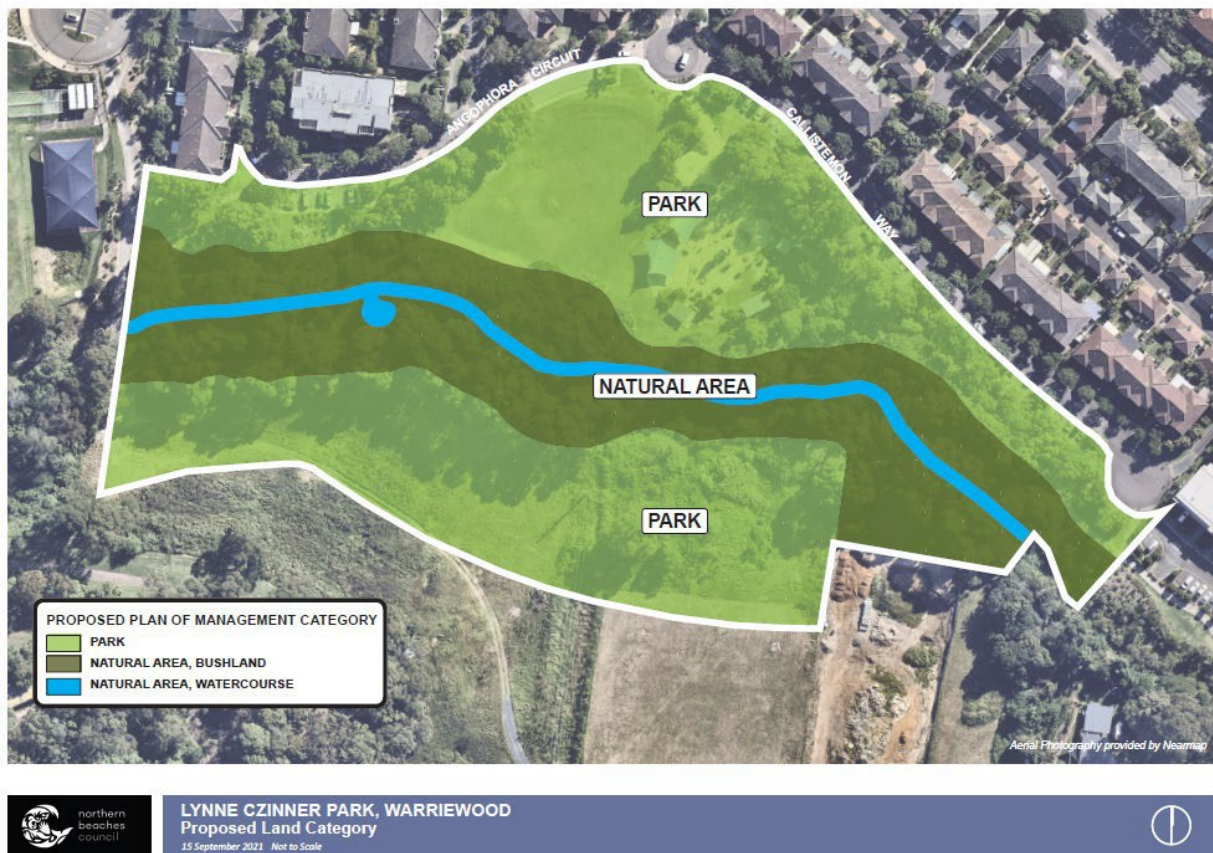 ANGOPHORA CIRCUIT
CALLISTEMON WAY
PARK
NATURAL AREA
PARK
PROPOSED PLAN OF MANAGEMENT CATEGORY
PARK
NATURAL AREA, BUSHLAND
NATURAL AREA, WATERCOURSE
Aerial Photography provided by Nearmap
northern
beaches
council
LYNNE CZINNER PARK, WARRIEWOOD
Proposed Land Category
15 September 2021 Not to Scale